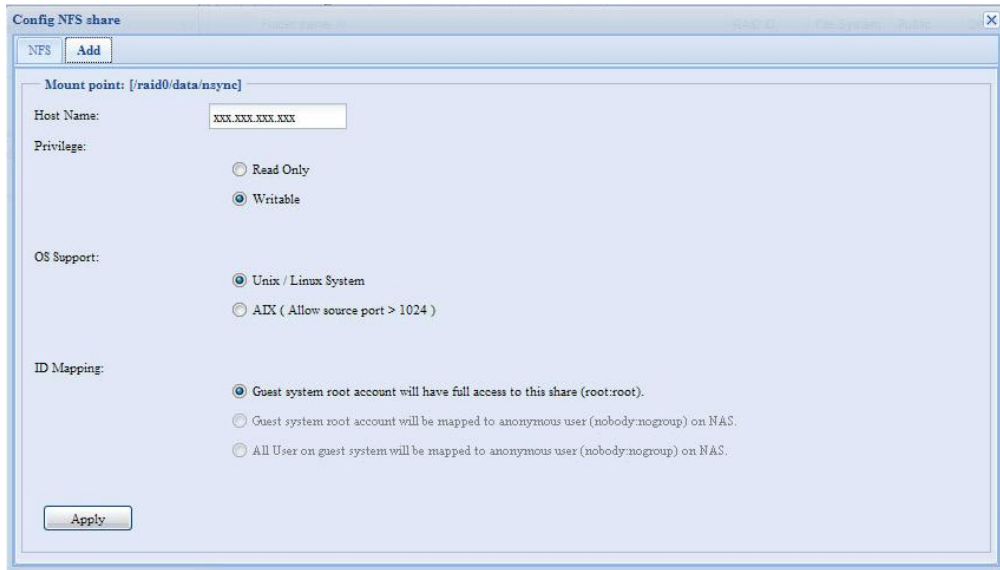 Config NFS share
NFS Add
Mount point: [/raid0/data/nsync]
Host Name: xxx.xxx.xxx.xxx
Privilege:
Read Only
Writable
OS Support:
Unix / Linux System
AIX ( Allow source port > 1024 )
ID Mapping:
Guest system root account will have full access to this share (root:root).
Guest system root account will be mapped to anonymous user (nobody:nogroup) on NAS.
All User on guest system will be mapped to anonymous user (nobody:nogroup) on NAS.
Apply